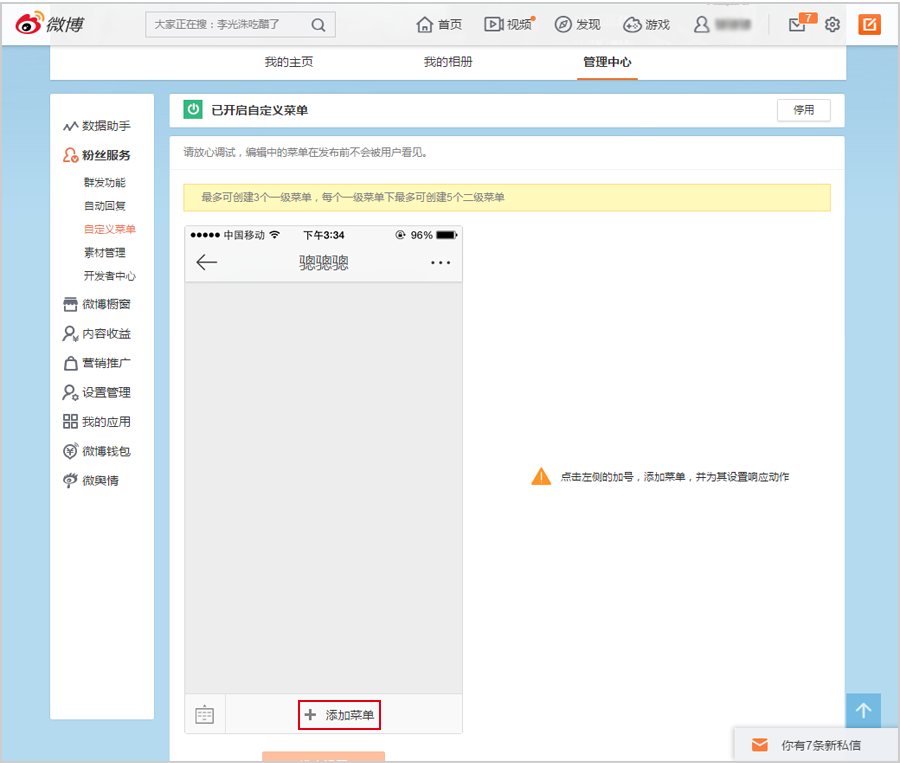 微博
大家正在搜：李光洙吃醋了
首页
视频
发现
游戏
7
我的主页
我的相册
管理中心
数据助手
粉丝服务
群发功能
自动回复
自定义菜单
素材管理
开发者中心
微博橱窗
内容收益
营销推广
设置管理
我的应用
微博钱包
微舆情
已开启自定义菜单
停用
请放心调试，编辑中的菜单在发布前不会被用户看见。
最多可创建3个一级菜单，每个一级菜单下最多可创建5个二级菜单
中国移动
下午3:34
96%
骢骢骢
点击左侧的加号，添加菜单，并为其设置响应动作
添加菜单
你有7条新私信